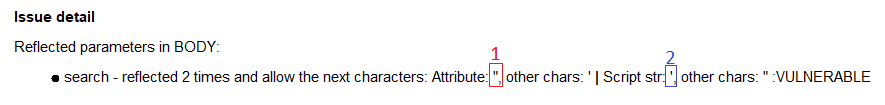 Issue detail
Reflected parameters in BODY:
1 2
● search - reflected 2 times and allow the next characters: Attribute: ", other chars: ' | Script str: ', other chars: " :VULNERABLE